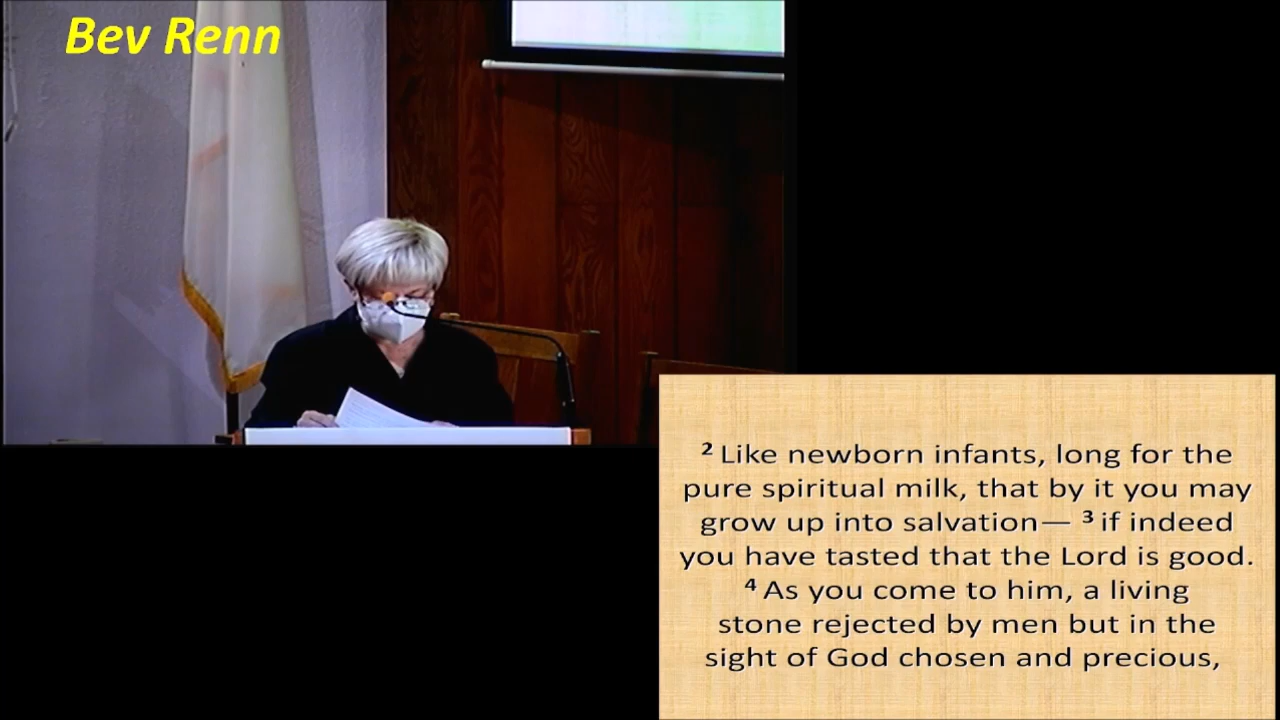 Bev Renn
² Like newborn infants, long for the
pure spiritual milk, that by it you may
grow up into salvation— ³ if indeed
you have tasted that the Lord is good.
⁴ As you come to him, a living
stone rejected by men but in the
sight of God chosen and precious,